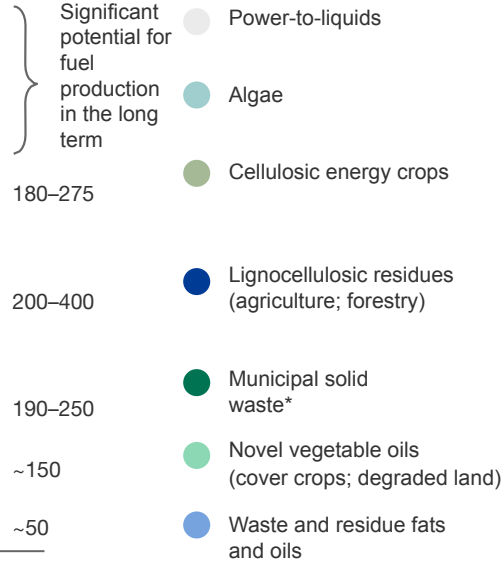 Significant
potential for
fuel
production
in the long
term
Power-to-liquids
Algae
180–275
Cellulosic energy crops
200–400
Lignocellulosic residues
(agriculture; forestry)
190–250
Municipal solid
waste*
~150
Novel vegetable oils
(cover crops; degraded land)
~50
Waste and residue fats
and oils